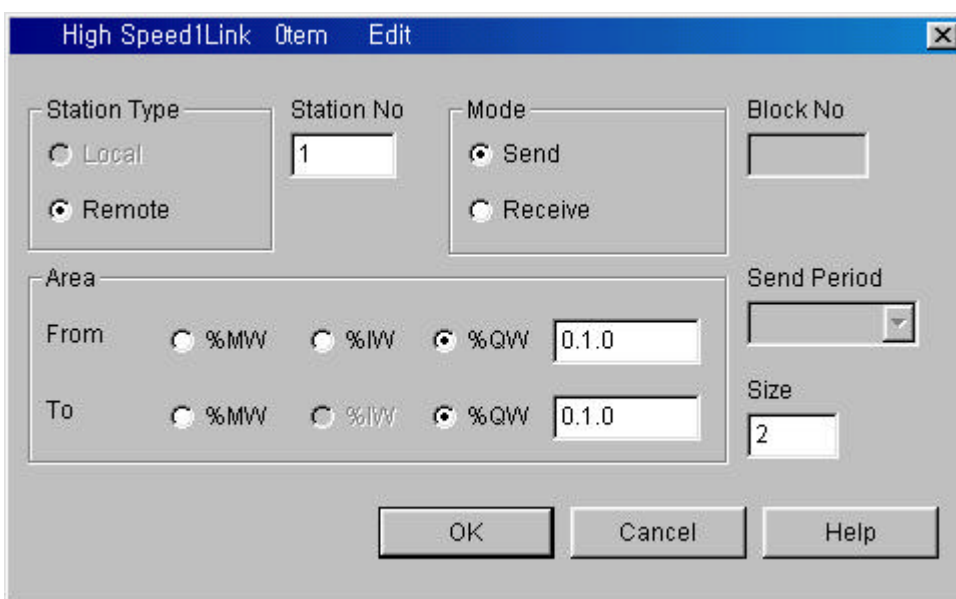 High Speed1Link 0tem Edit
Station Type
Station No
Mode
Block No
Local
1
Send
Remote
Receive
Area
Send Period
From %MW %IW %QW 0.1.0
To %MW %IW %QW 0.1.0
Size
2
OK Cancel Help